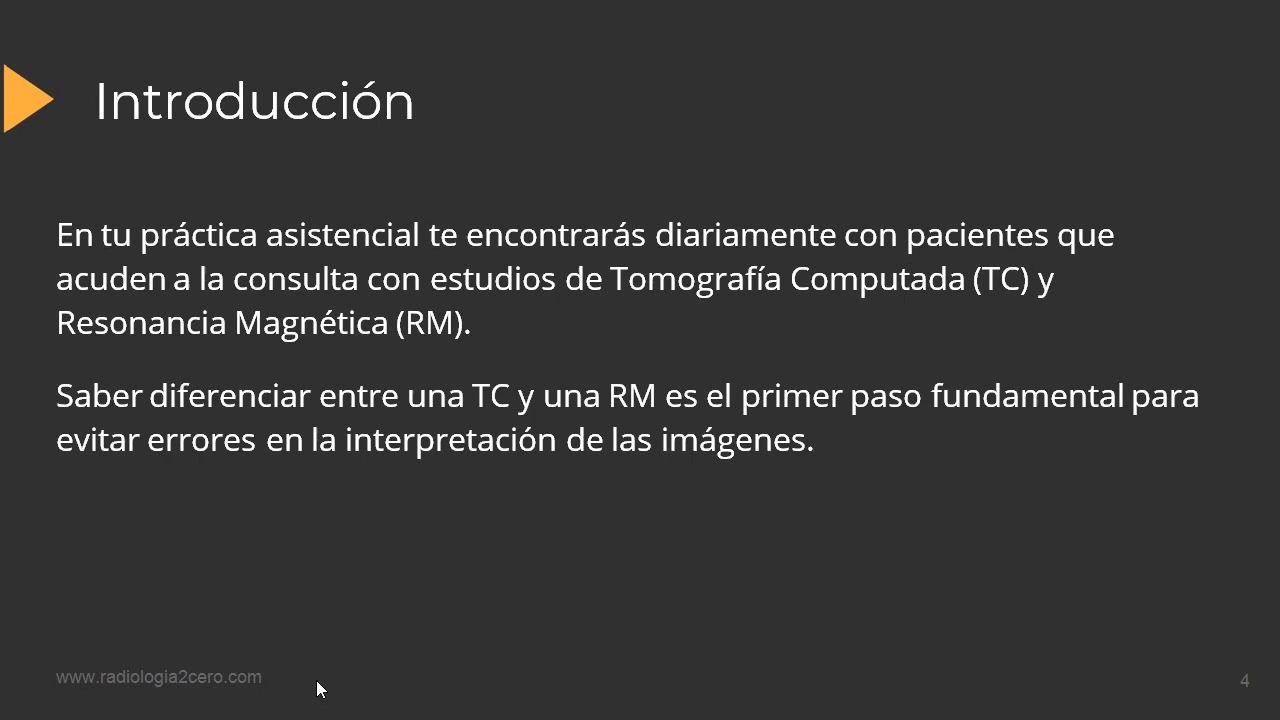 Introducción
En tu práctica asistencial te encontrarás diariamente con pacientes que
acuden a la consulta con estudios de Tomografía Computada (TC) y
Resonancia Magnética (RM).
Saber diferenciar entre una TC y una RM es el primer paso fundamental para
evitar errores en la interpretación de las imágenes.
www.radiologia2cero.com
4